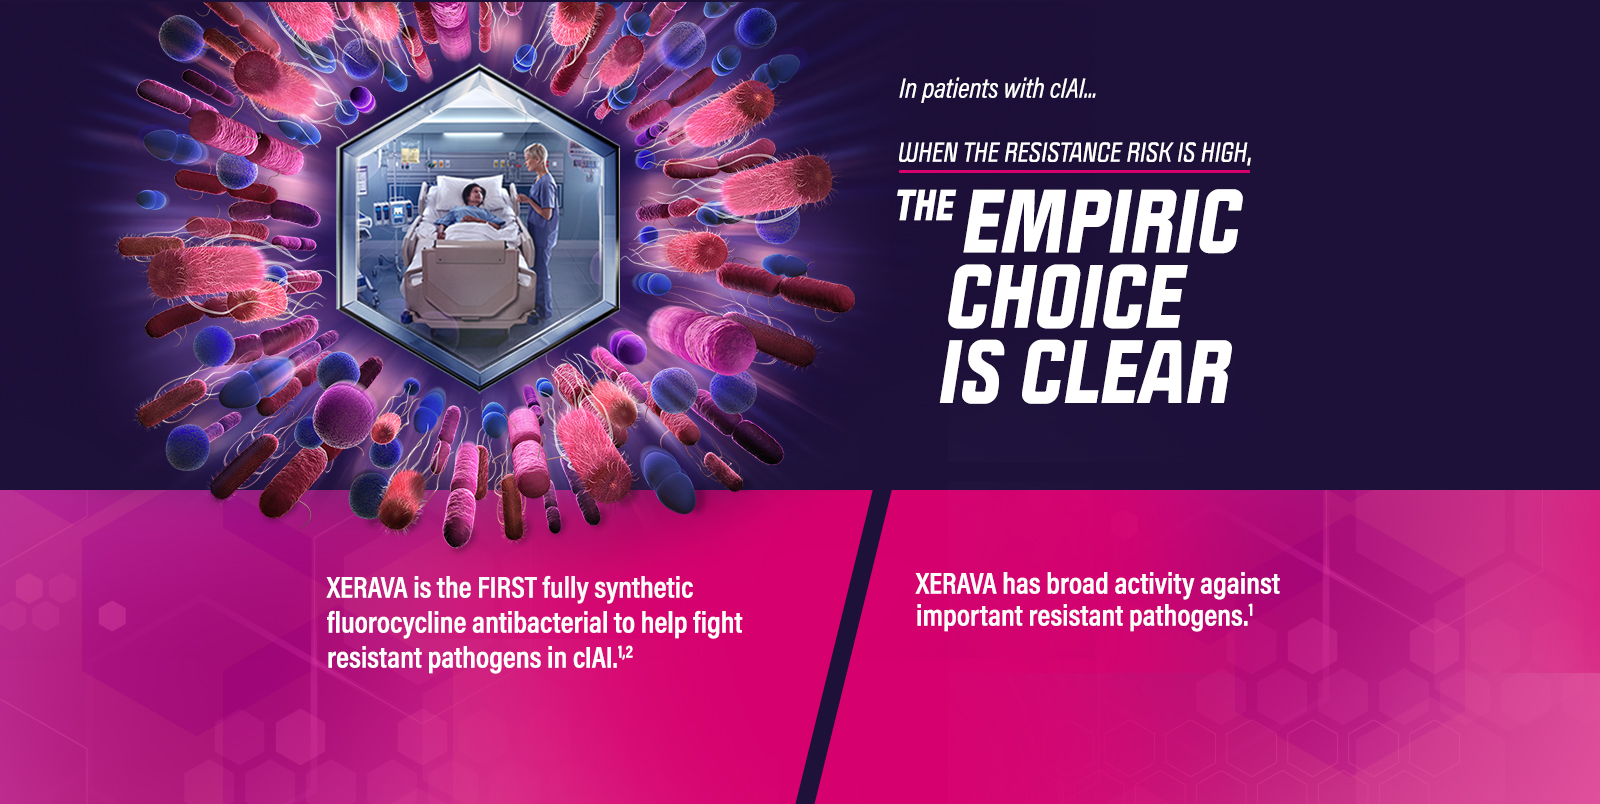 In patients with cIAI...
WHEN THE RESISTANCE RISK IS HIGH,
THE EMPIRIC
CHOICE
IS CLEAR
XERAVA is the FIRST fully synthetic
fluorocycline antibacterial to help fight
resistant pathogens in cIAI.1,2
XERAVA has broad activity against
important resistant pathogens.1